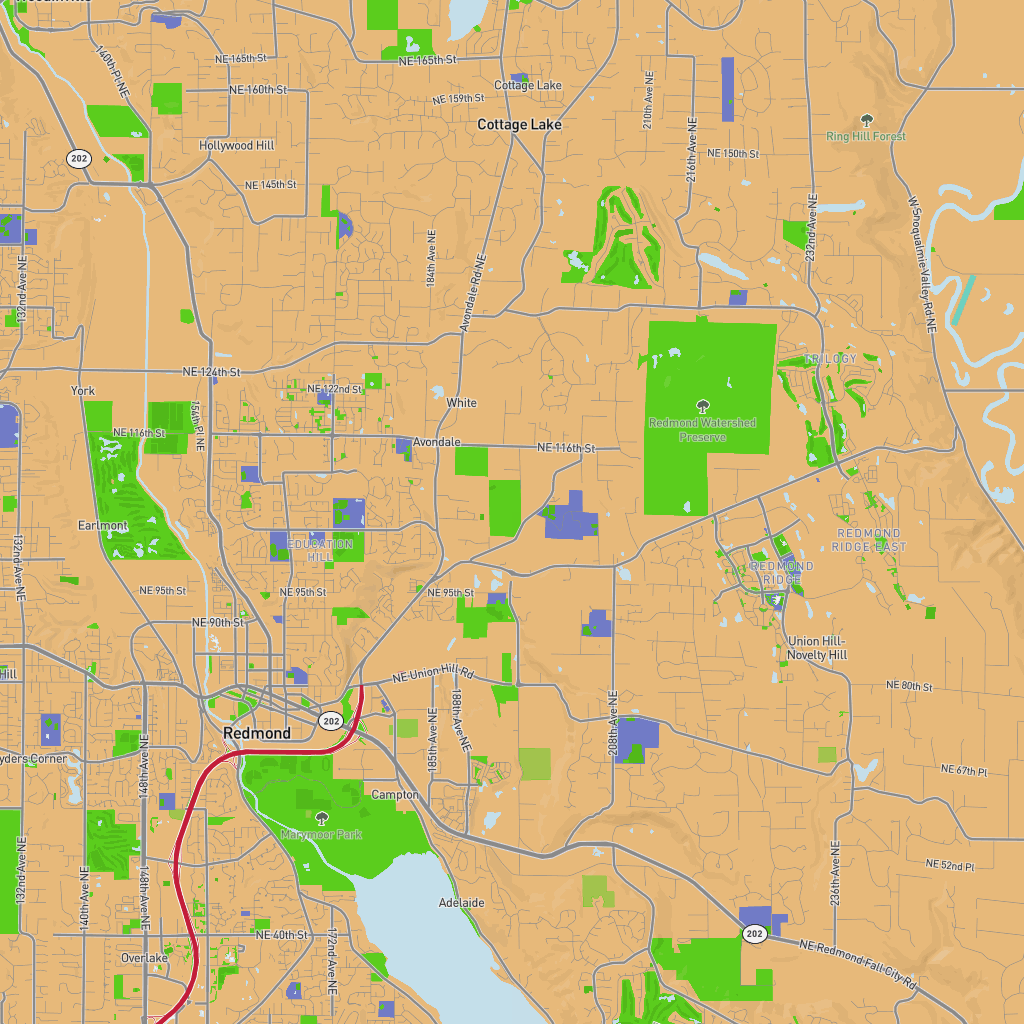 140th Pl NE
NE 165th St
NE 165th St
NE 160th St
NE 159th St
Cottage Lake
210th Ave NE
Cottage Lake
216th Ave NE
Ring Hill Forest
202
Hollywood Hill
NE 150th St
NE 145th St
232nd Ave NE
W Snoqualmie Valley Rd NE
184th Ave NE
132nd Ave NE
Avondale Rd NE
TRILOGY
NE 124th St
York
NE 122nd St
White
154th Pl NE
NE 116th St
Redmond Watershed
Preserve
Avondale
NE 116th St
Earlmont
132nd Ave NE
EDUCATION
HILL
REDMOND
RIDGE EAST
REDMOND
RIDGE
NE 95th St
NE 95th St
NE 95th St
NE 90th St
Union Hill-
Novelty Hill
Hill
NE Union Hill Rd
NE 80th St
188th Ave NE
185th Ave NE
208th Ave NE
202
Redmond
yders Corner
148th Ave NE
NE 67th Pl
Campton
Marymoor Park
132nd Ave NE
140th Ave NE
148th Ave NE
236th Ave NE
NE 52nd Pl
Adelaide
NE 40th St
172nd Ave NE
202
NE Redmond Fall City Rd
Overlake